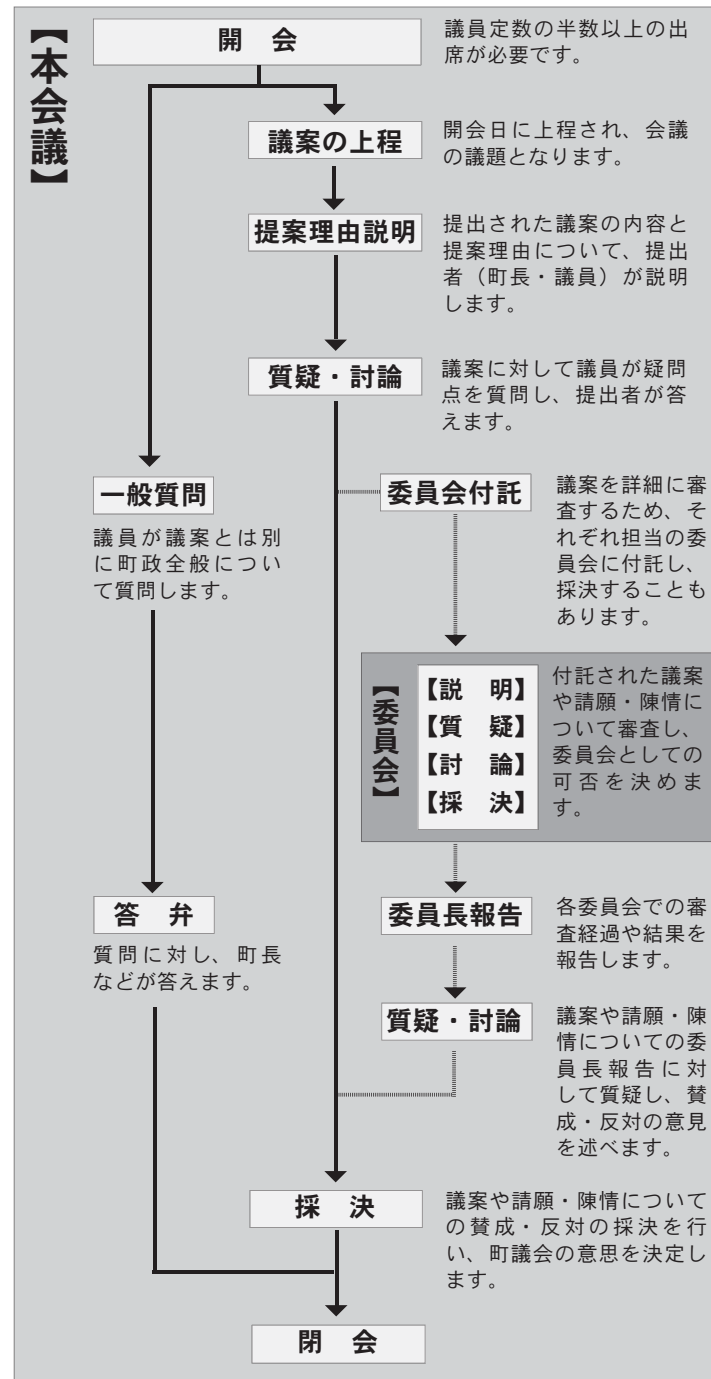 【本会議】
開　会
議員定数の半数以上の出
席が必要です。
議案の上程
開会日に上程され、会議
の議題となります。
提案理由説明
提出された議案の内容と
提案理由について、提出
者（町長・議員）が説明
します。
質疑・討論
議案に対して議員が疑問
点を質問し、提出者が答
えます。
一般質問
議員が議案とは別
に町政全般につい
て質問します。
委員会付託
議案を詳細に審
査するため、そ
れぞれ担当の委
員会に付託し、
採決することも
あります。
【委員会】
【説　明】
【質　疑】
【討　論】
【採　決】
付託された議案
や請願・陳情に
ついて審査し、
委員会としての
可否を決めま
す。
答　弁
質問に対し、町長
などが答えます。
委員長報告
各委員会での審
査経過や結果を
報告します。
質疑・討論
議案や請願・陳
情についての委
員長報告に対
して質疑し、賛
成・反対の意見
を述べます。
採　決
議案や請願・陳情について
の賛成・反対の採決を行
い、町議会の意思を決定し
ます。
閉　会